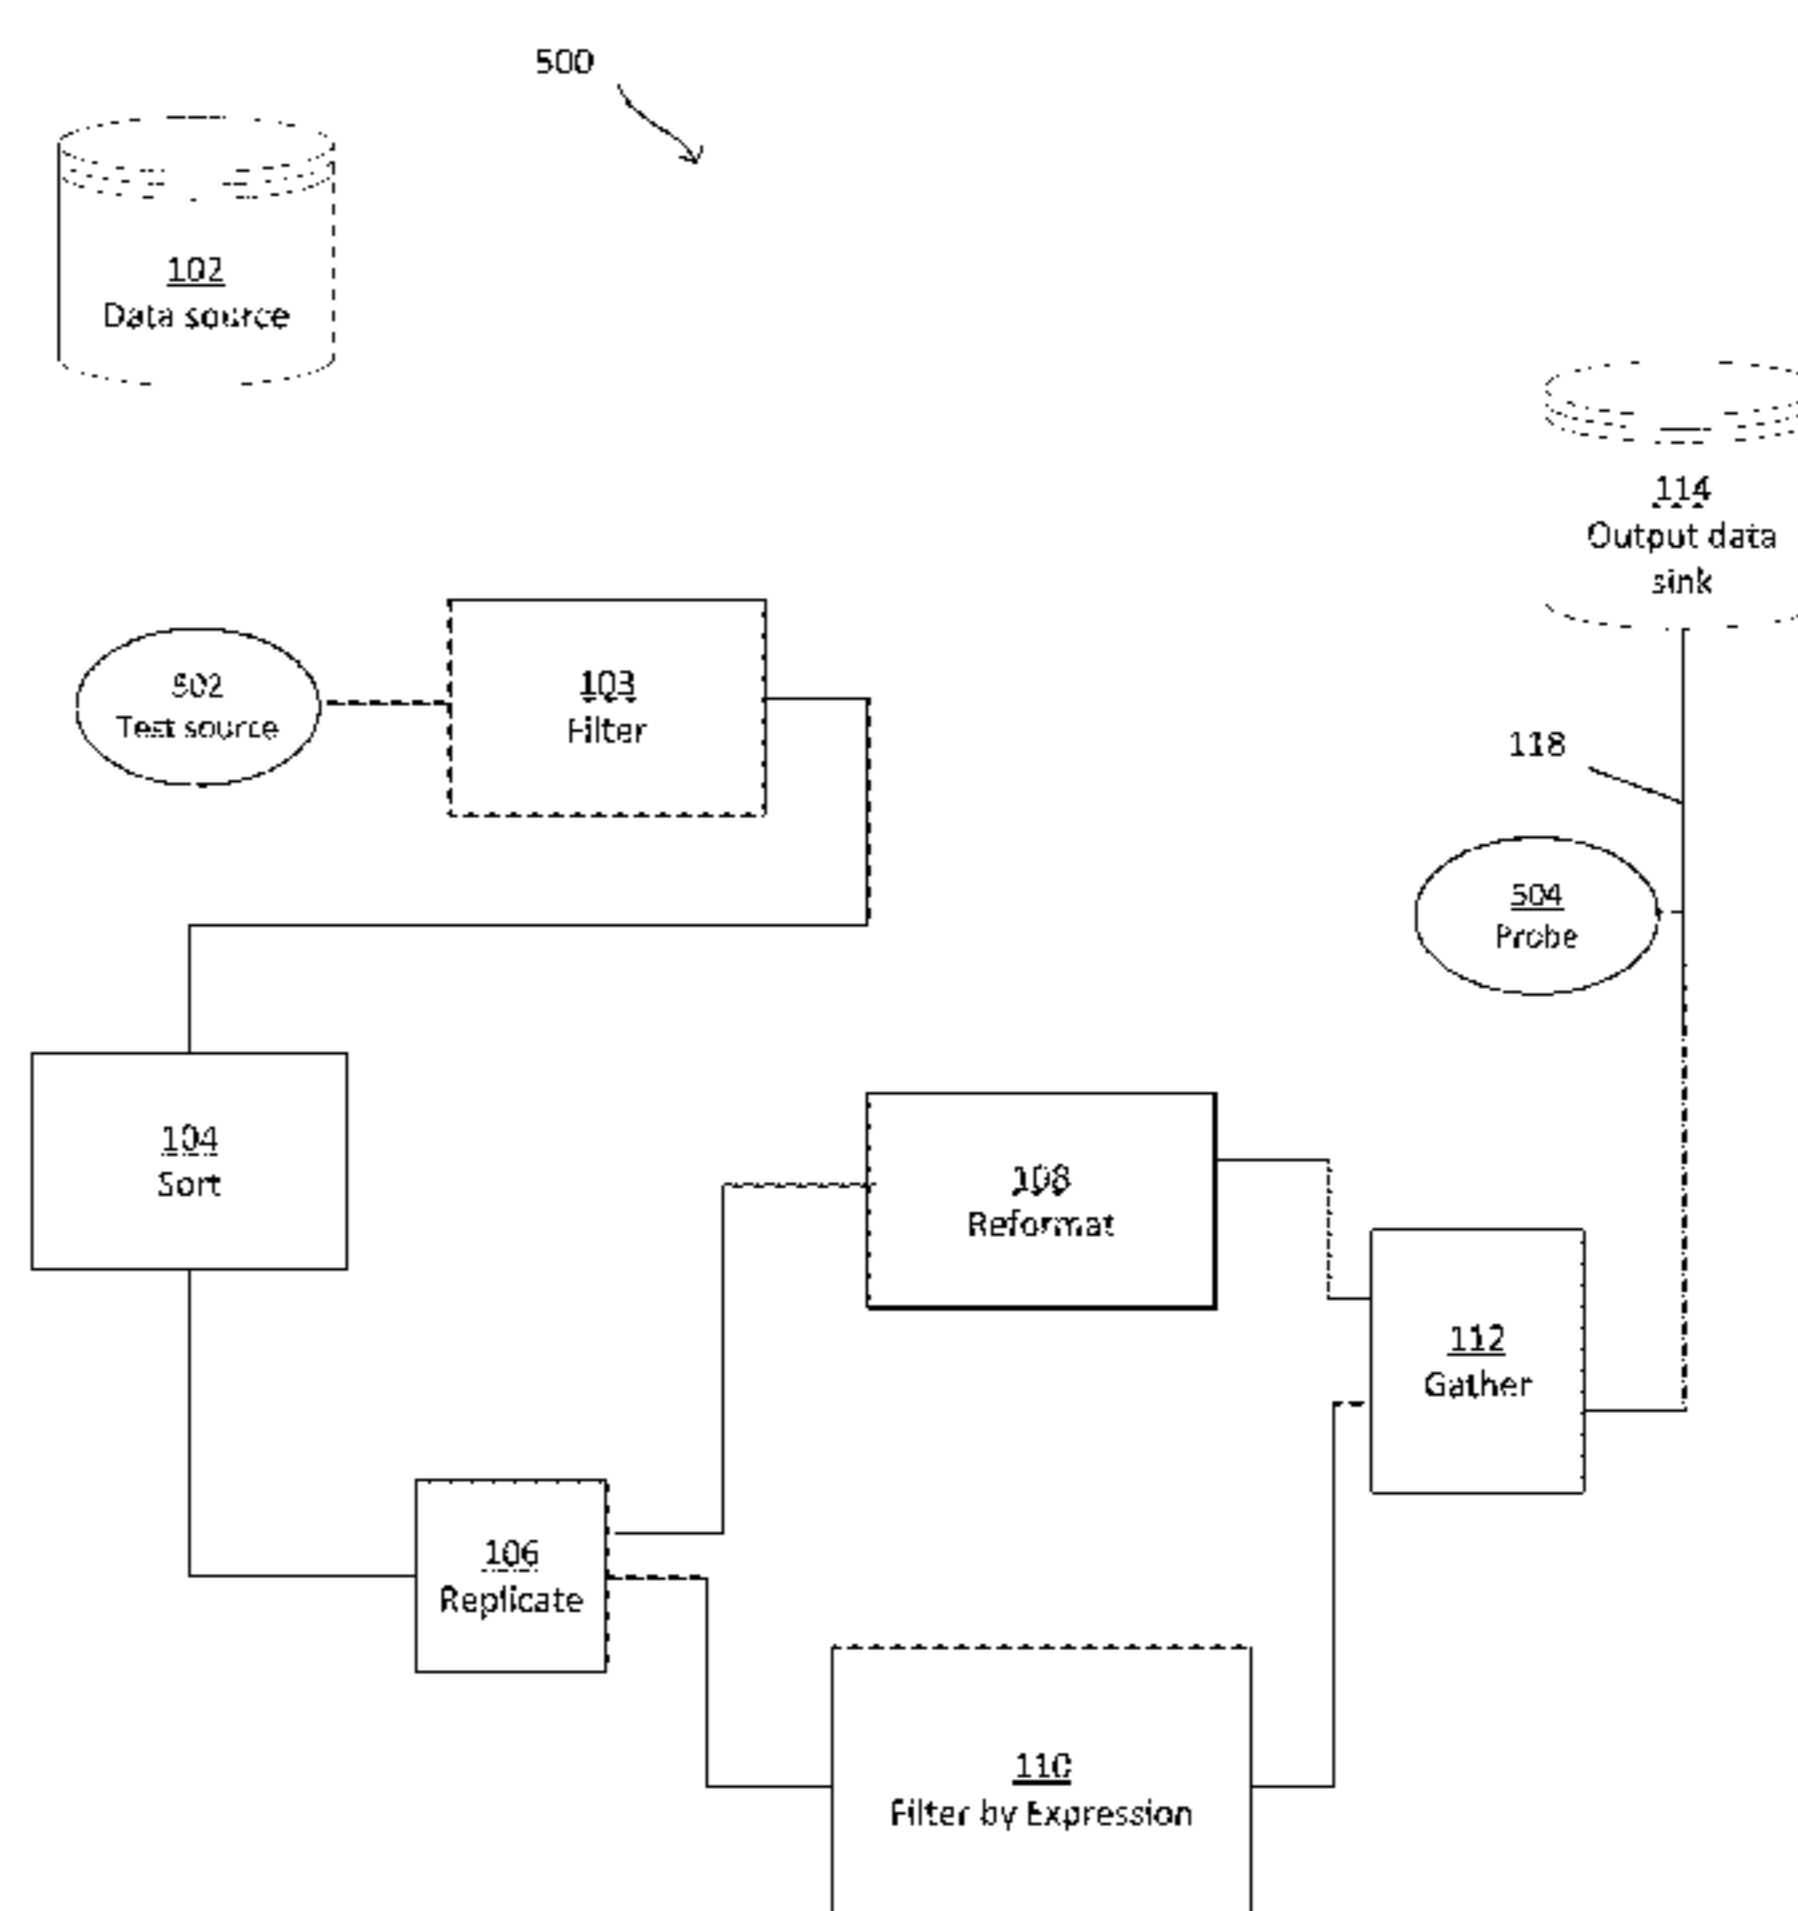 500
102
Data source
114
Output data
sink
502
Test source
103
Filter
118
504
Probe
104
Sort
108
Reformat
112
Gather
106
Replicate
110
Filter by Expression